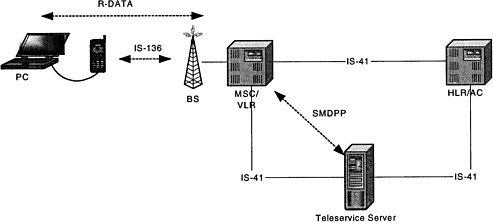 R-DATA
IS-136
PC
BS
MSC/
VLR
IS-41
HLR/AC
SMDPP
IS-41
IS-41
Teleservice Server